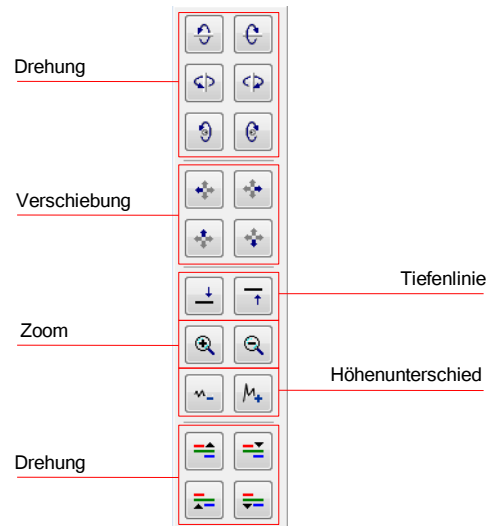 Drehung
Verschiebung
Tiefenlinie
Zoom
Höhenunterschied
Drehung